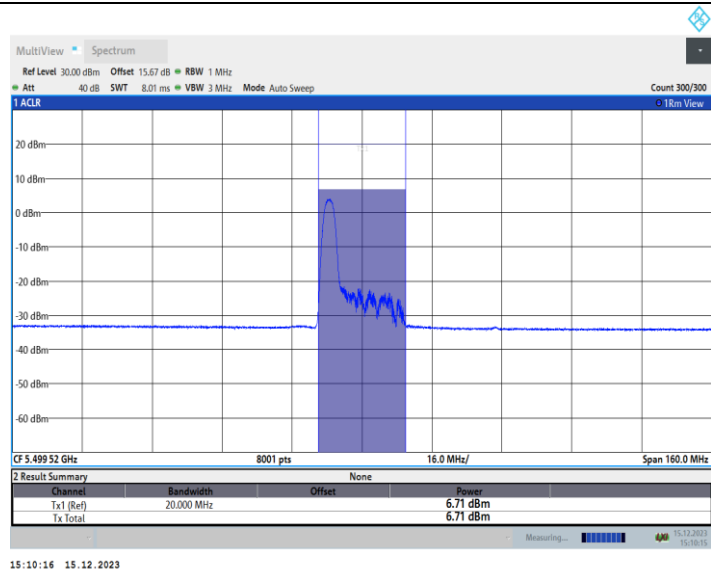 MultiView Spectrum
Ref Level 30.00 dBm Offset 15.67 dB RBW 1 MHz
Att 40 dB SWT 8.01 ms VBW 3 MHz Mode Auto Sweep Count 300/300
1 ACLR 1Rm View
20 dBm
10 dBm
0 dBm
-10 dBm
-20 dBm
-30 dBm
-40 dBm
-50 dBm
-60 dBm
CF 5.499 52 GHz 8001 pts 16.0 MHz/ Span 160.0 MHz
2 Result Summary None
Channel Bandwidth Offset Power
Tx1 (Ref) 20.000 MHz 6.71 dBm
Tx Total 6.71 dBm
Measuring... 15.12.2023
15:10:15
15:10:16 15.12.2023